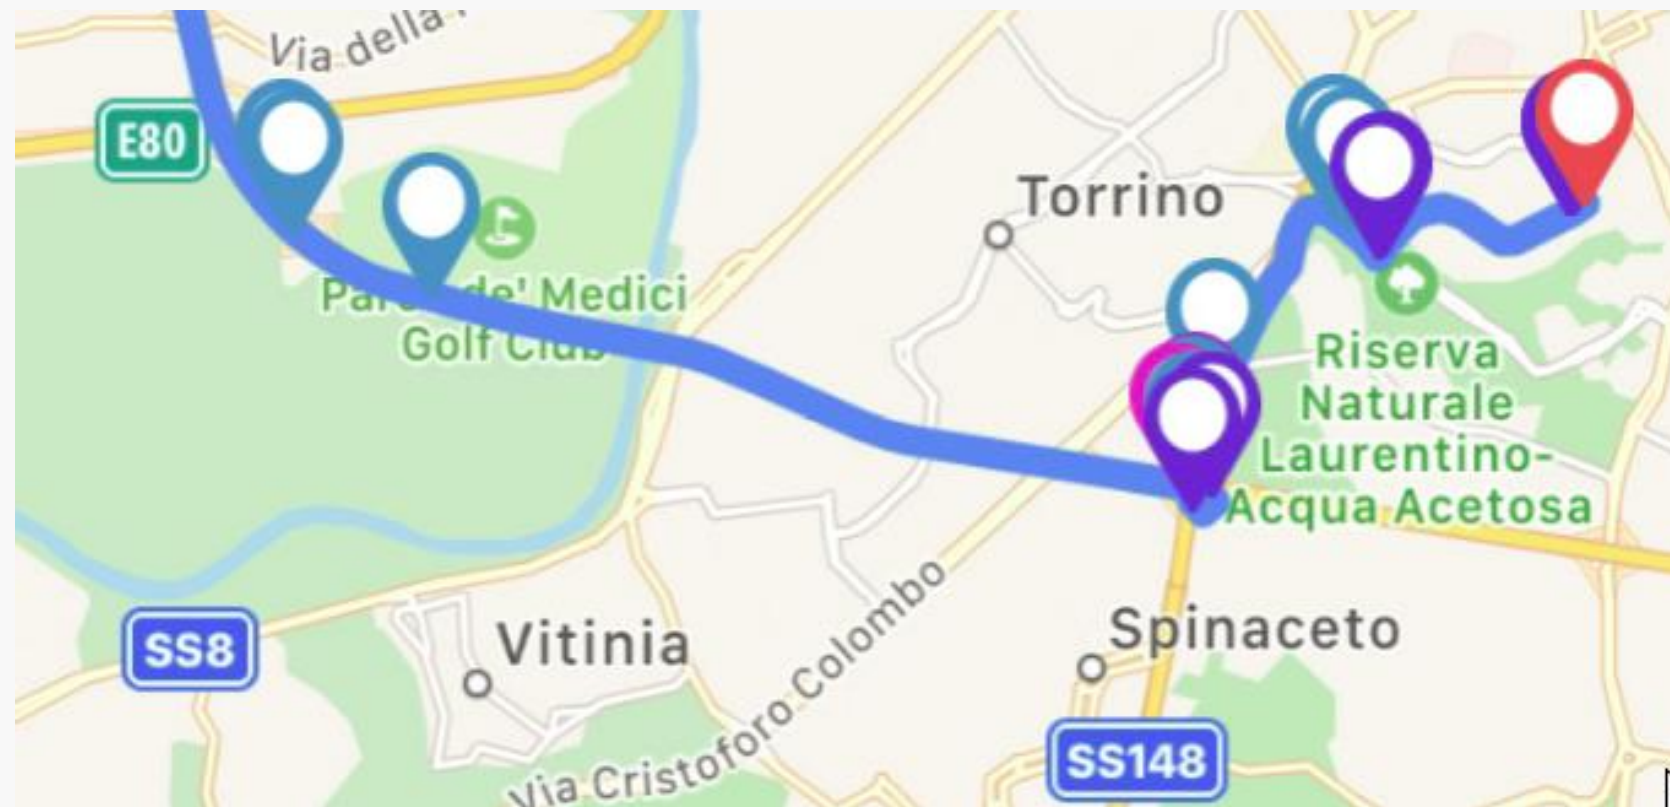 Via della
E80
Torrino
Parco de' Medici
Golf Club
Riserva
Naturale
Laurentino-
Acqua Acetosa
SS8
Vitinia
Spinaceto
Via Cristoforo Colombo
SS148